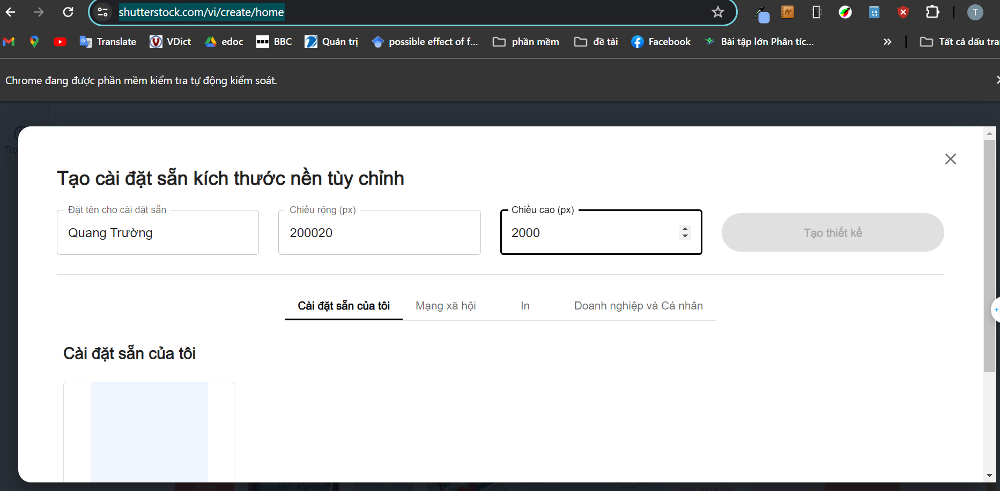 shutterstock.com/vi/create/home
T
Translate
VDict
edoc
BBC
Quản trị
possible effect of f...
phần mềm
đề tài
Facebook
Bài tập lớn Phân tíc...
»
Tất cả dấu tra
Chrome đang được phần mềm kiểm tra tự động kiểm soát.
Tạo cài đặt sẵn kích thước nền tùy chỉnh
Đặt tên cho cài đặt sẵn
Quang Trường
Chiều rộng (px)
200020
Chiều cao (px)
2000
Tạo thiết kế
Cài đặt sẵn của tôi
Mạng xã hội
In
Doanh nghiệp và Cá nhân
Cài đặt sẵn của tôi